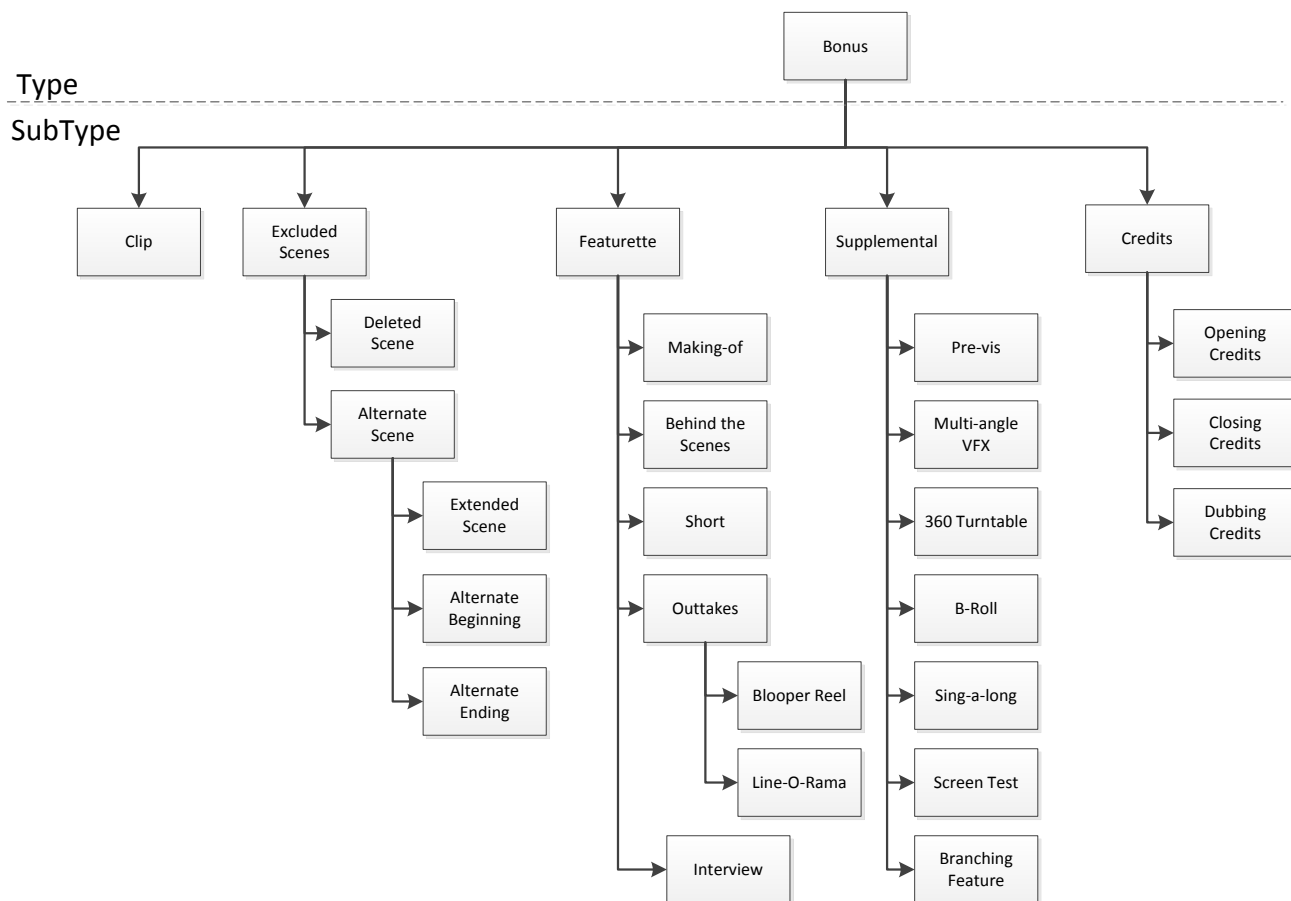 Bonus
Type
SubType
Clip
Excluded
Scenes
Featurette
Supplemental
Credits
Deleted
Scene
Alternate
Scene
Extended
Scene
Alternate
Beginning
Alternate
Ending
Making-of
Behind the
Scenes
Short
Outtakes
Blooper Reel
Line-O-Rama
Interview
Pre-vis
Multi-angle
VFX
360 Turntable
B-Roll
Sing-a-long
Screen Test
Branching
Feature
Opening
Credits
Closing
Credits
Dubbing
Credits